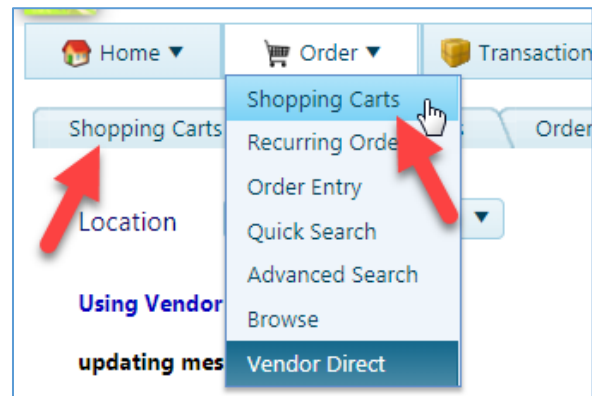 Home ▼ Order ▼ Transaction
Shopping Carts
Shopping Carts Order
Recurring Orde
Order Entry
Location ▼
Quick Search
Advanced Search
Using Vendor
Browse
updating mes Vendor Direct